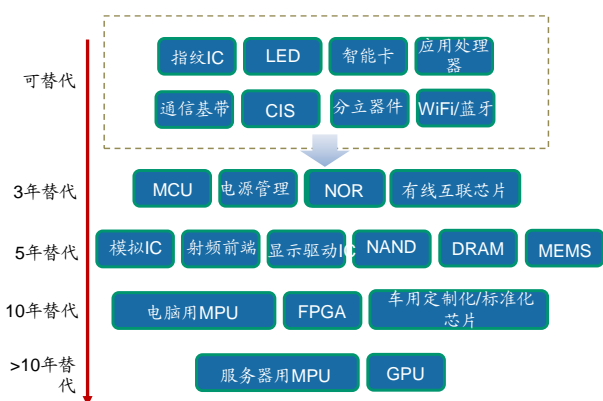 可替代
指纹IC
LED
智能卡
应用处理
器
通信基带
CIS
分立器件
WiFi/蓝牙
3年替代
MCU
电源管理
NOR
有线互联芯片
5年替代
模拟IC
射频前端
显示驱动IC
NAND
DRAM
MEMS
10年替代
电脑用MPU
FPGA
车用定制化/标准化
芯片
>10年替
代
服务器用MPU
GPU